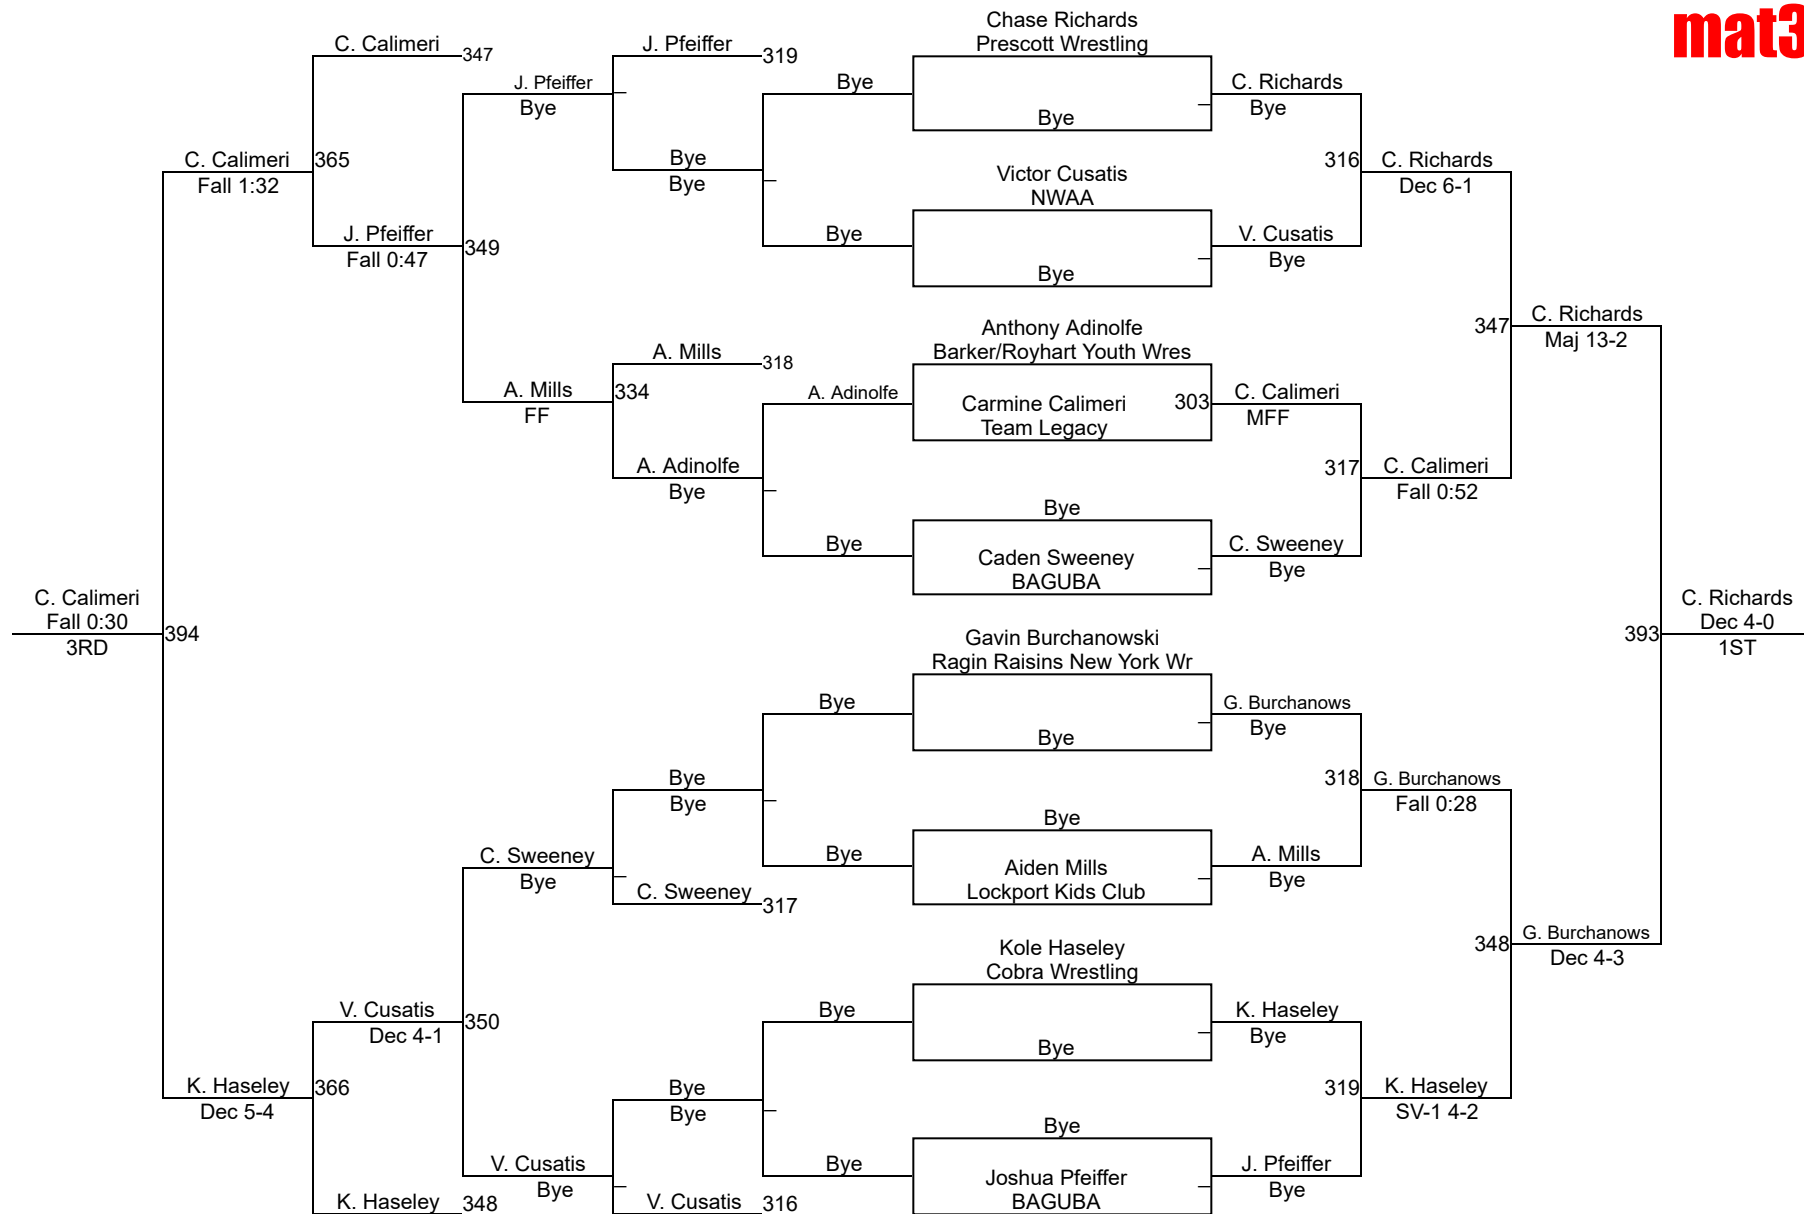 mat3
Chase Richards
Prescott Wrestling
C. Calimeri
347
J. Pfeiffer
319
J. Pfeiffer
Bye
Bye
Bye
C. Richards
Bye
C. Calimeri
Fall 1:32
365
Bye
Bye
316
C. Richards
Dec 6-1
Victor Cusatis
NWAA
J. Pfeiffer
Fall 0:47
349
Bye
Bye
V. Cusatis
Bye
Anthony Adinolfe
Barker/Royhart Youth Wres
347
C. Richards
Maj 13-2
A. Mills
318
A. Mills
FF
334
A. Adinolfe
Carmine Calimeri
Team Legacy
303
C. Calimeri
MFF
A. Adinolfe
Bye
317
C. Calimeri
Fall 0:52
Bye
Bye
Caden Sweeney
BAGUBA
C. Sweeney
Bye
C. Calimeri
Fall 0:30
3RD
394
393
C. Richards
Dec 4-0
1ST
Gavin Burchanowski
Ragin Raisins New York Wr
Bye
Bye
G. Burchanows
Bye
Bye
Bye
318
G. Burchanows
Fall 0:28
Bye
C. Sweeney
Bye
Bye
Aiden Mills
Lockport Kids Club
A. Mills
Bye
C. Sweeney
317
348
G. Burchanows
Dec 4-3
Kole Haseley
Cobra Wrestling
V. Cusatis
Dec 4-1
350
Bye
Bye
K. Haseley
Bye
K. Haseley
Dec 5-4
366
Bye
Bye
319
K. Haseley
SV-1 4-2
Bye
V. Cusatis
Bye
Bye
Joshua Pfeiffer
BAGUBA
J. Pfeiffer
Bye
K. Haseley
348
V. Cusatis
316